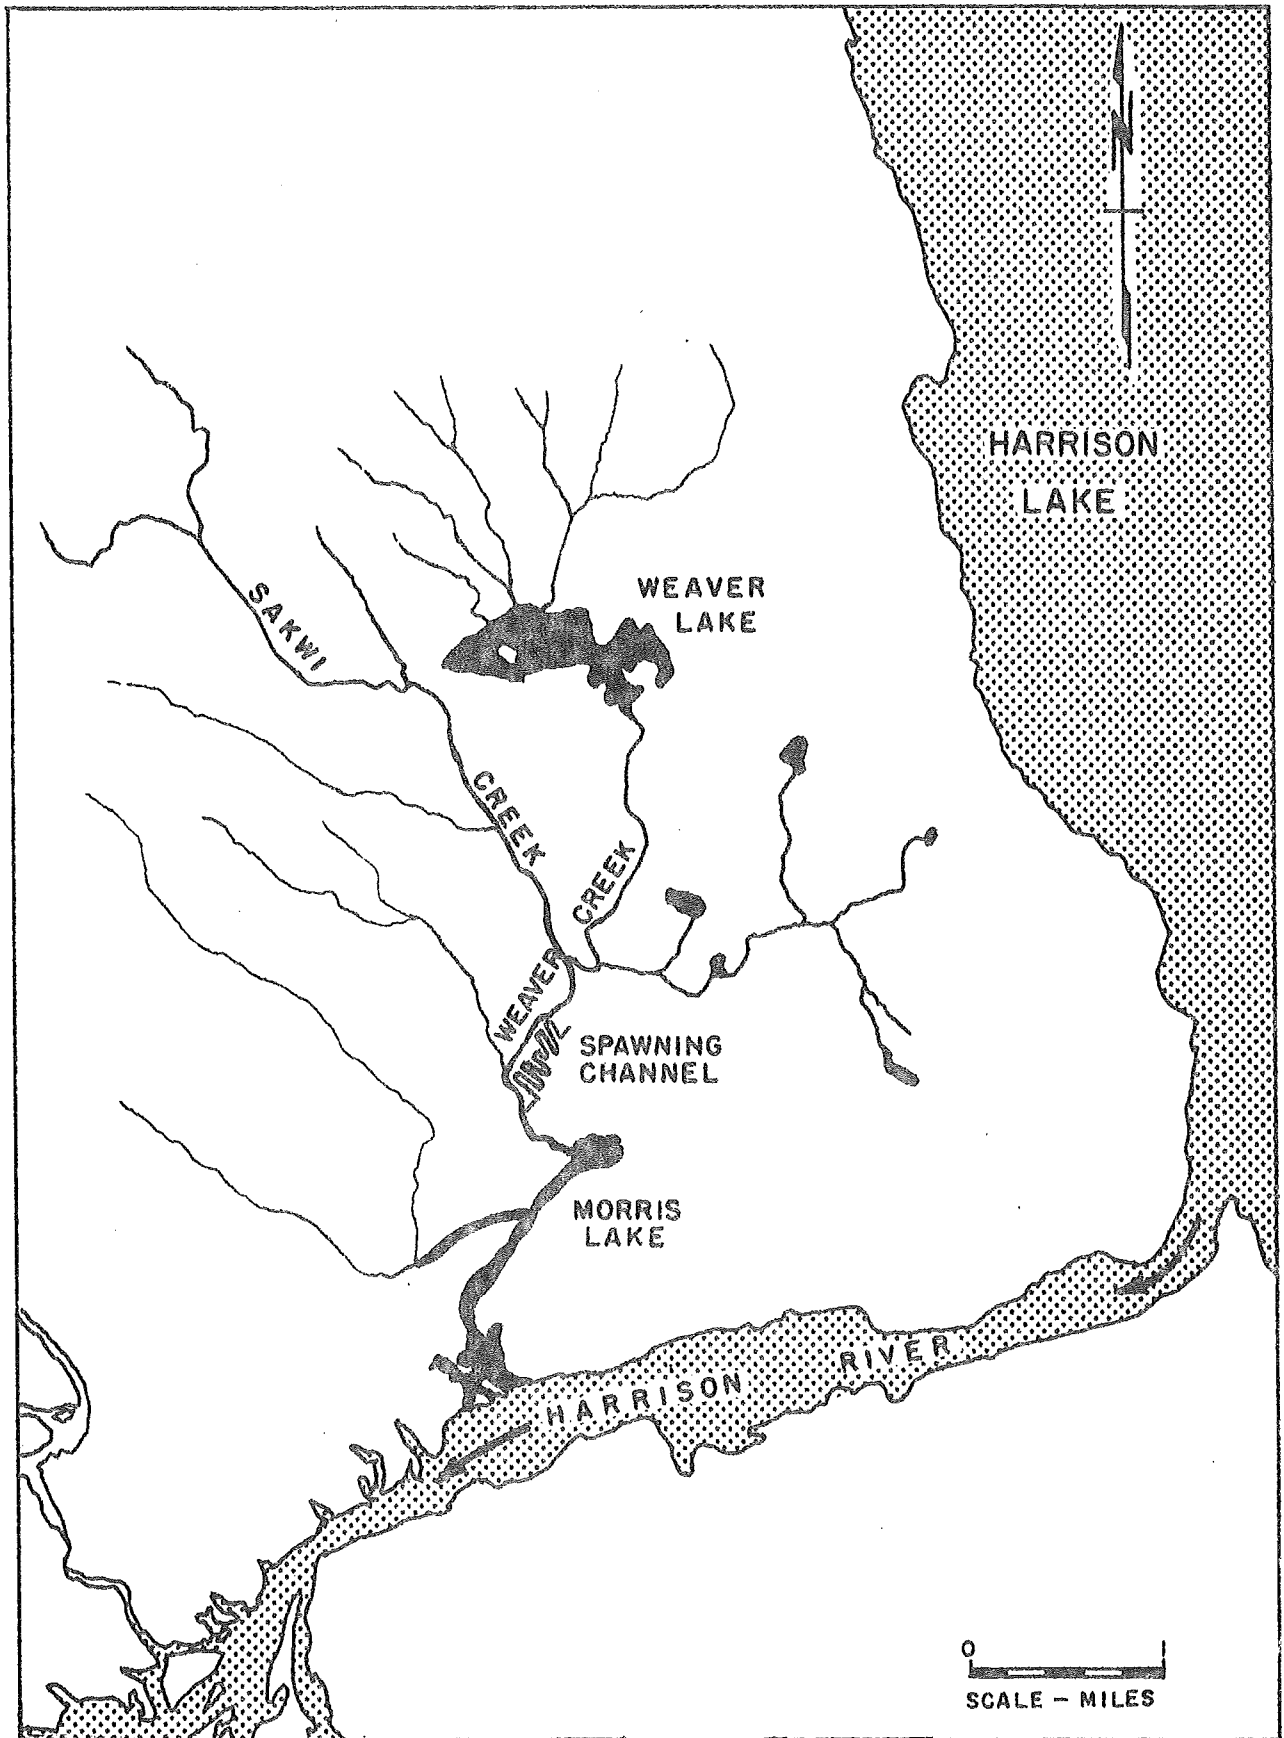 N
HARRISON
LAKE
WEAVER
LAKE
SAKWI
CREEK
CREEK
WEAVER
SPAWNING
CHANNEL
MORRIS
LAKE
HARRISON RIVER
0 1
SCALE – MILES